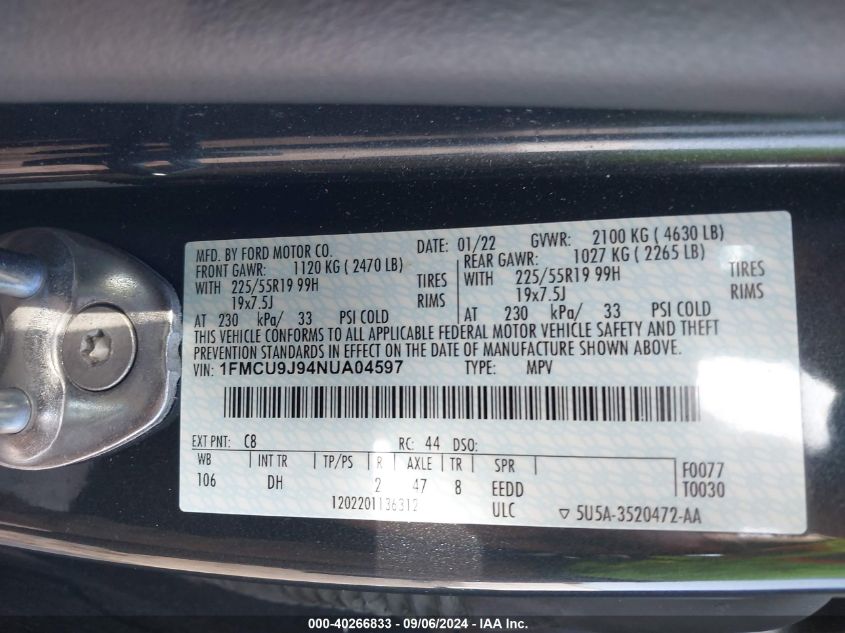 MFD. BY FORD MOTOR CO. DATE: 01/22 GVWR: 2100 KG ( 4630 LB)
FRONT GAWR: 1120 KG ( 2470 LB) REAR GAWR: 1027 KG ( 2265 LB)
WITH 225/55R19 99H TIRES WITH 225/55R19 99H TIRES
19x7.5J RIMS 19x7.5J RIMS
AT 230 kPa/ 33 PSI COLD AT 230 kPa/ 33 PSI COLD
THIS VEHICLE CONFORMS TO ALL APPLICABLE FEDERAL MOTOR VEHICLE SAFETY AND THEFT
PREVENTION STANDARDS IN EFFECT ON THE DATE OF MANUFACTURE SHOWN ABOVE.
VIN: 1FMCU9J94NUA04597 TYPE: MPV
EXT PNT: C8 RC: 44 DSO:
WB INT TR TP/PS R AXLE TR SPR F0077
106 DH 2 47 8 EEDD T0030
1202201136312 ULC ▽ 5U5A-3520472-AA
000-40266833 - 09/06/2024 - IAA Inc.